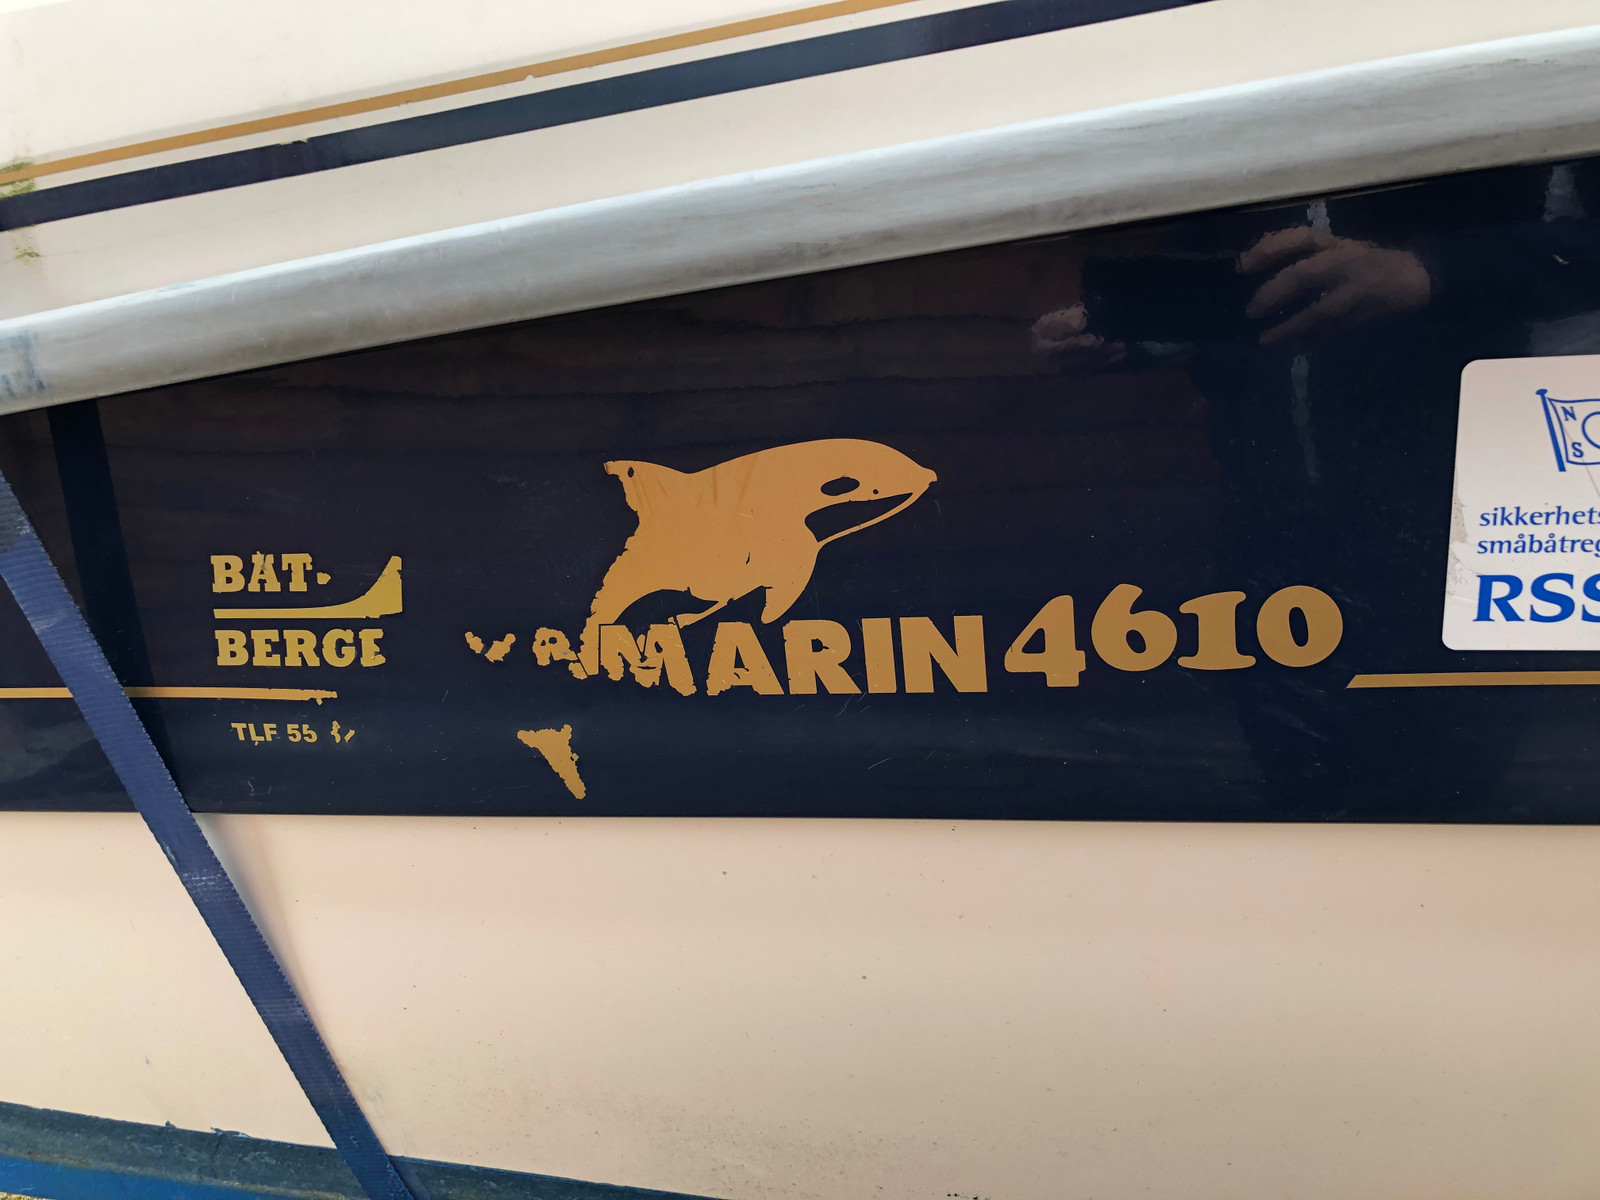 BÅT-
BERGE
TLF 55
MARIN 4610
N
S
sikkerhets
småbåtreg
RSS